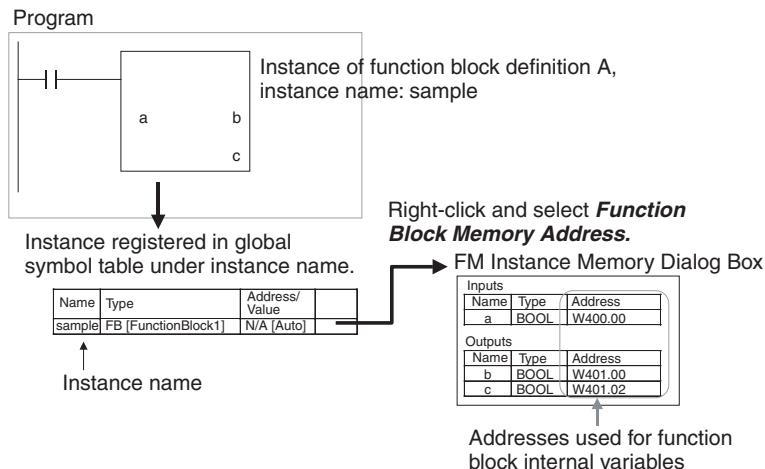 Program
Instance of function block definition A,
instance name: sample
a
b
c
Instance registered in global
symbol table under instance name.
Name Type Address/
Value
sample FB [FunctionBlock1] N/A [Auto]
Instance name
Right-click and select Function
Block Memory Address.
FM Instance Memory Dialog Box
Inputs
Name Type Address
a BOOL W400.00
Outputs
Name Type Address
b BOOL W401.00
c BOOL W401.02
Addresses used for function
block internal variables